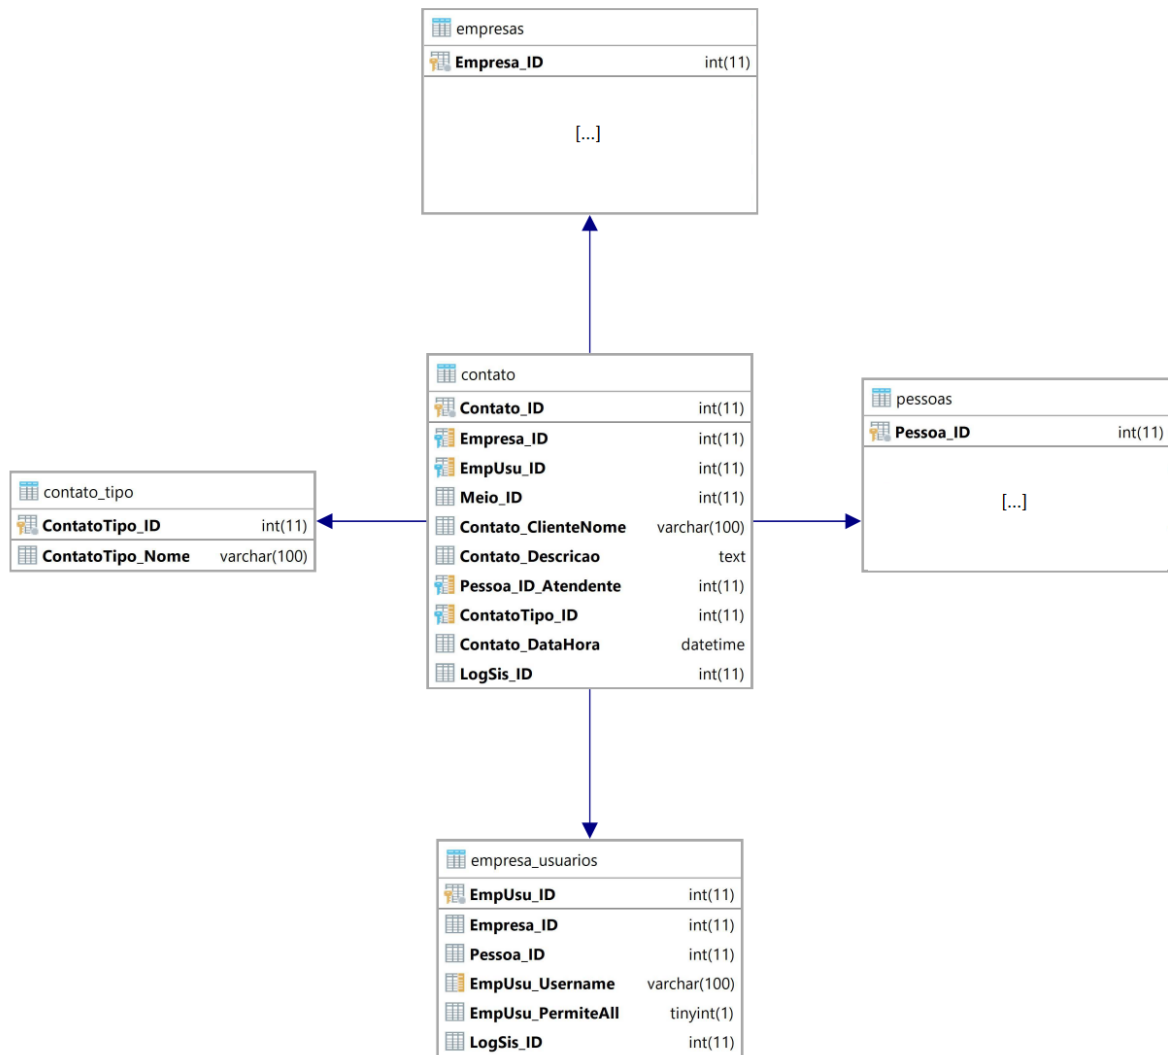 empresas
Empresa_ID int(11)
[...]
contato
Contato_ID int(11)
Empresa_ID int(11)
EmpUsu_ID int(11)
Meio_ID int(11)
Contato_ClienteNome varchar(100)
Contato_Descricao text
Pessoa_ID_Atendente int(11)
ContatoTipo_ID int(11)
Contato_DataHora datetime
LogSis_ID int(11)
pessoas
Pessoa_ID int(11)
[...]
contato_tipo
ContatoTipo_ID int(11)
ContatoTipo_Nome varchar(100)
empresa_usuarios
EmpUsu_ID int(11)
Empresa_ID int(11)
Pessoa_ID int(11)
EmpUsu_Username varchar(100)
EmpUsu_PermiteAll tinyint(1)
LogSis_ID int(11)